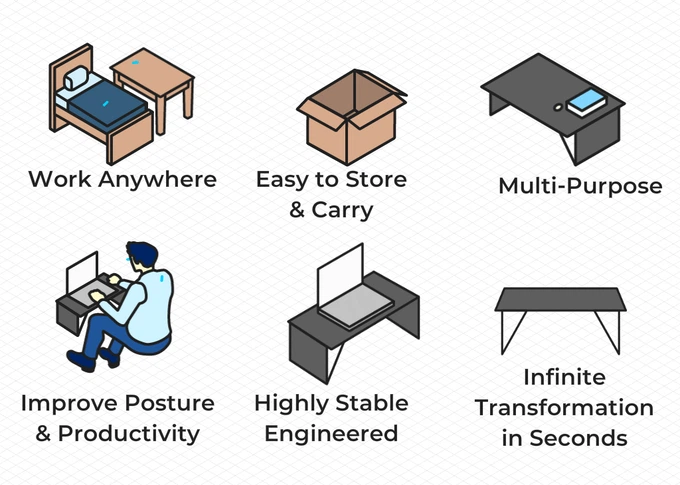 Work Anywhere
Easy to Store
& Carry
Multi-Purpose
Improve Posture
& Productivity
Highly Stable
Engineered
Infinite
Transformation
in Seconds